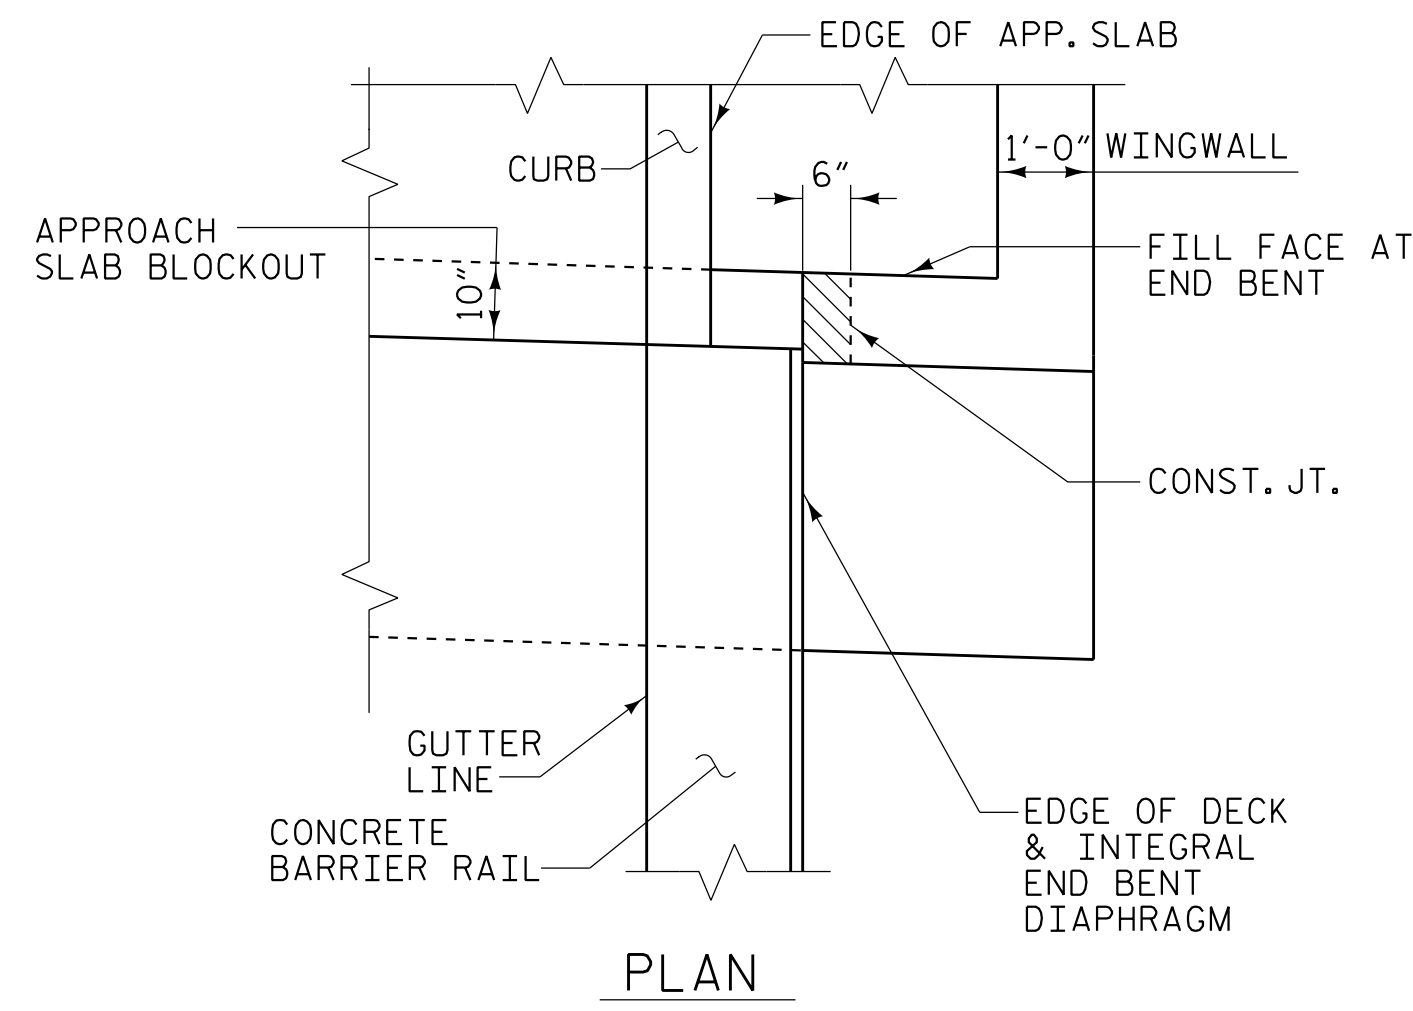 EDGE OF APP. SLAB
1'-0" WINGWALL
CURB
6"
APPROACH
SLAB BLOCKOUT
10"
FILL FACE AT
END BENT
CONST. JT.
GUTTER
LINE
CONCRETE
BARRIER RAIL
EDGE OF DECK
& INTEGRAL
END BENT
DIAPHRAGM
PLAN